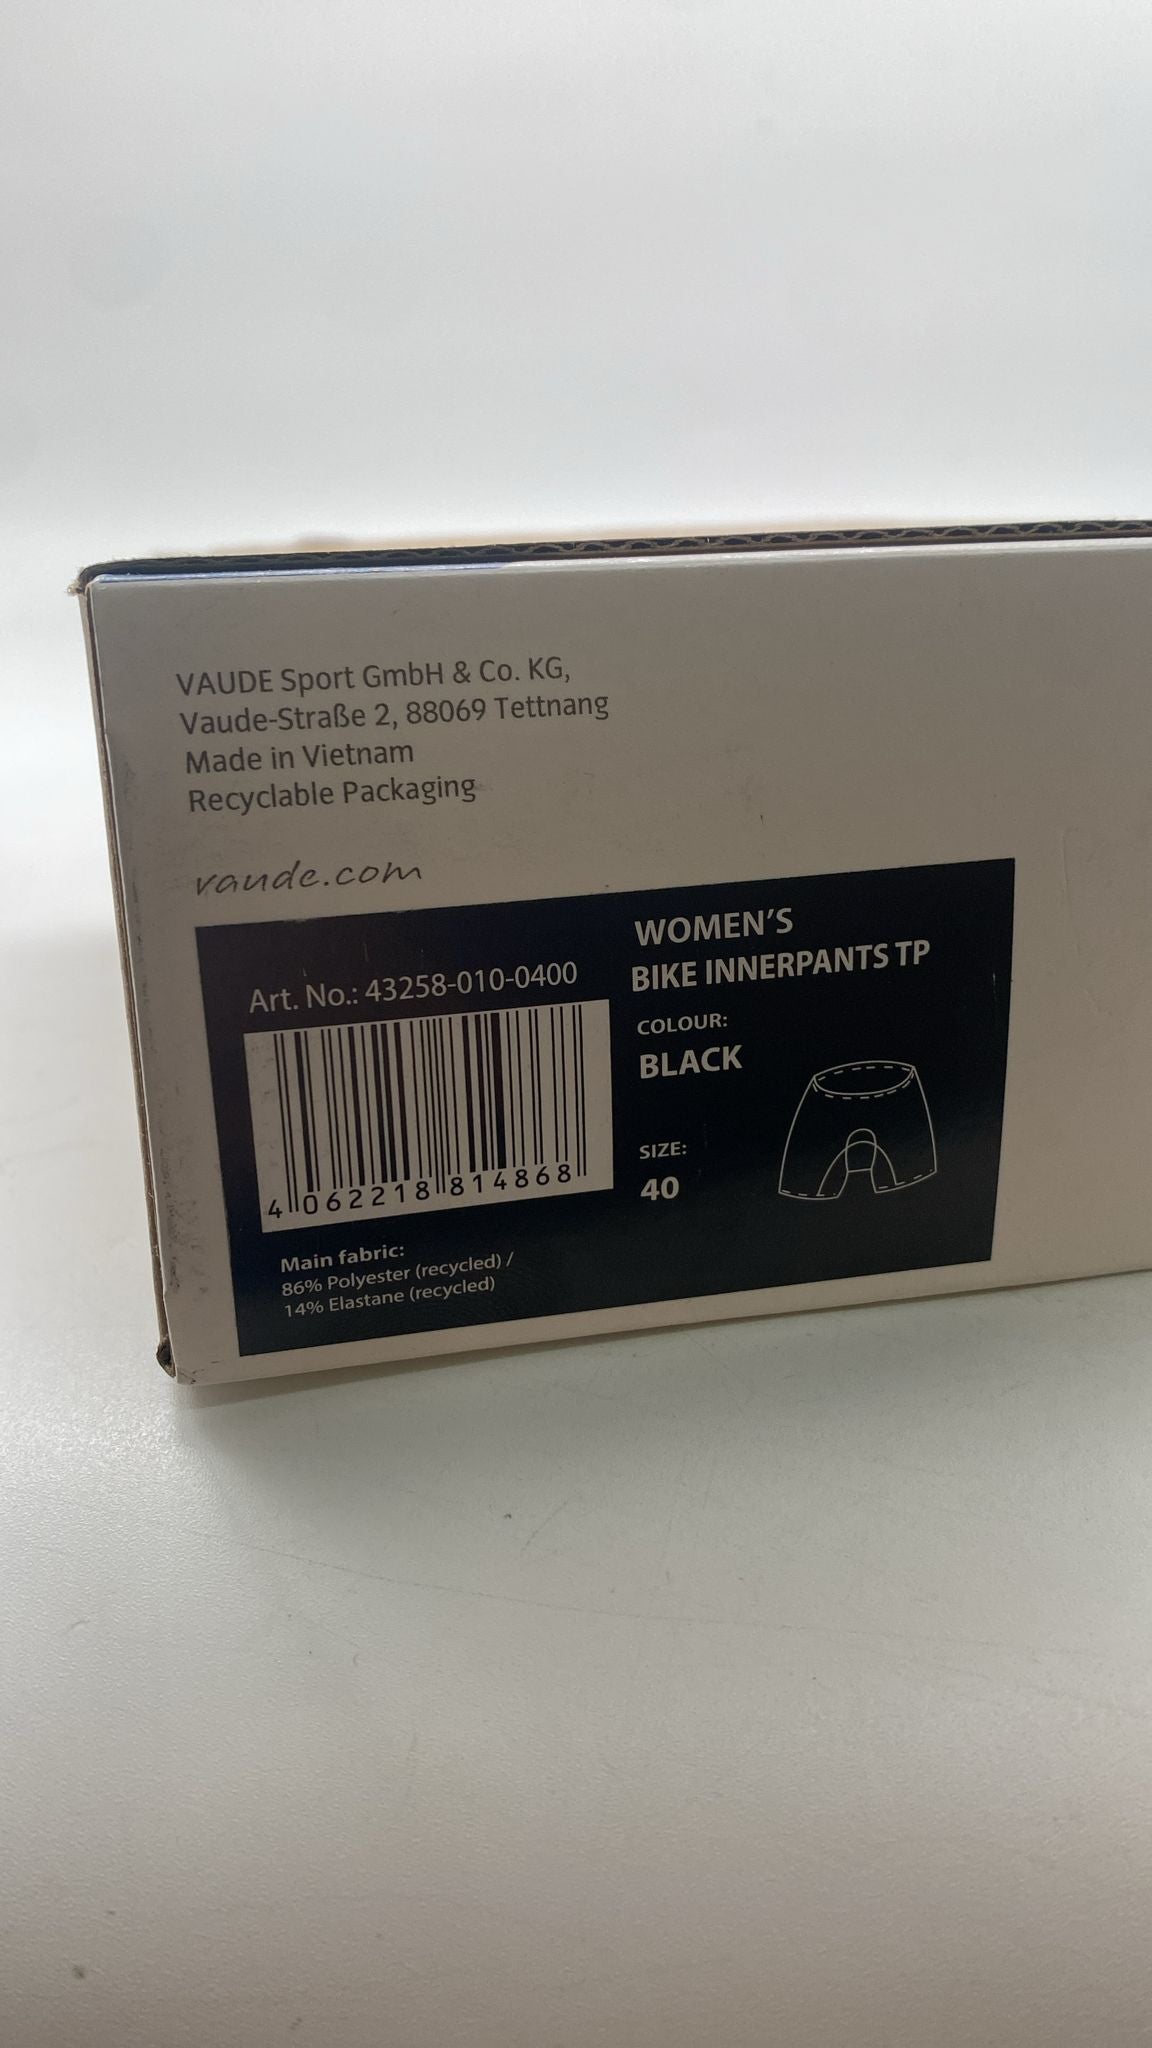 VAUDE Sport GmbH & Co. KG,
Vaude-Straße 2, 88069 Tettnang
Made in Vietnam
Recyclable Packaging
vaude.com
Art. No.: 43258-010-0400
4 062218 814868
Main fabric:
86% Polyester (recycled) /
14% Elastane (recycled)
WOMEN'S
BIKE INNERPANTS TP
COLOUR:
BLACK
SIZE:
40